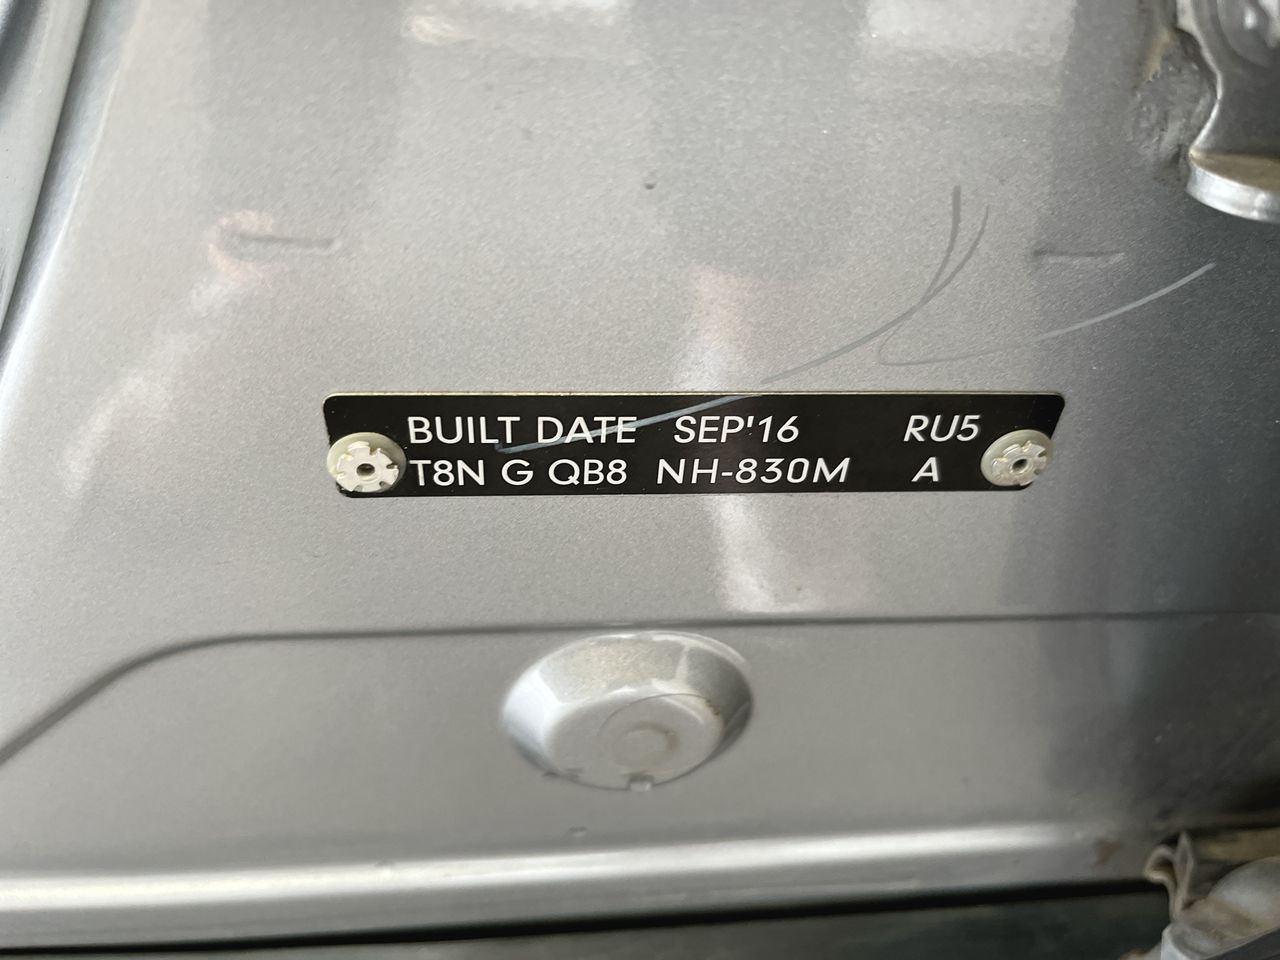 BUILT DATE SEP'16 RU5
T8N G QB8 NH-830M A